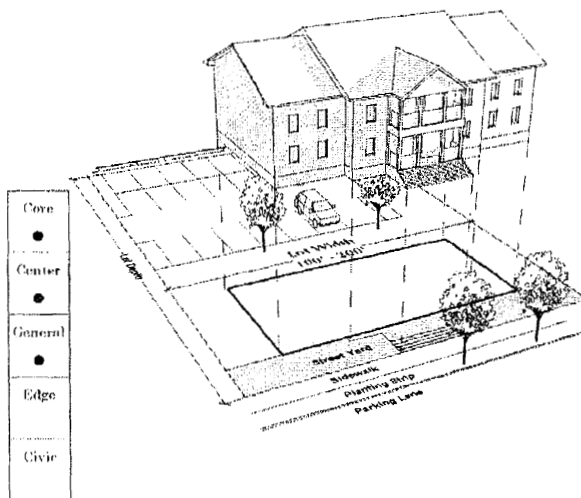 Core
Center
General
Edge
Civic
Lot Depth
Lot Width
100' - 200'
Street Yard
Sidewalk
Planting Strip
Parking Lane